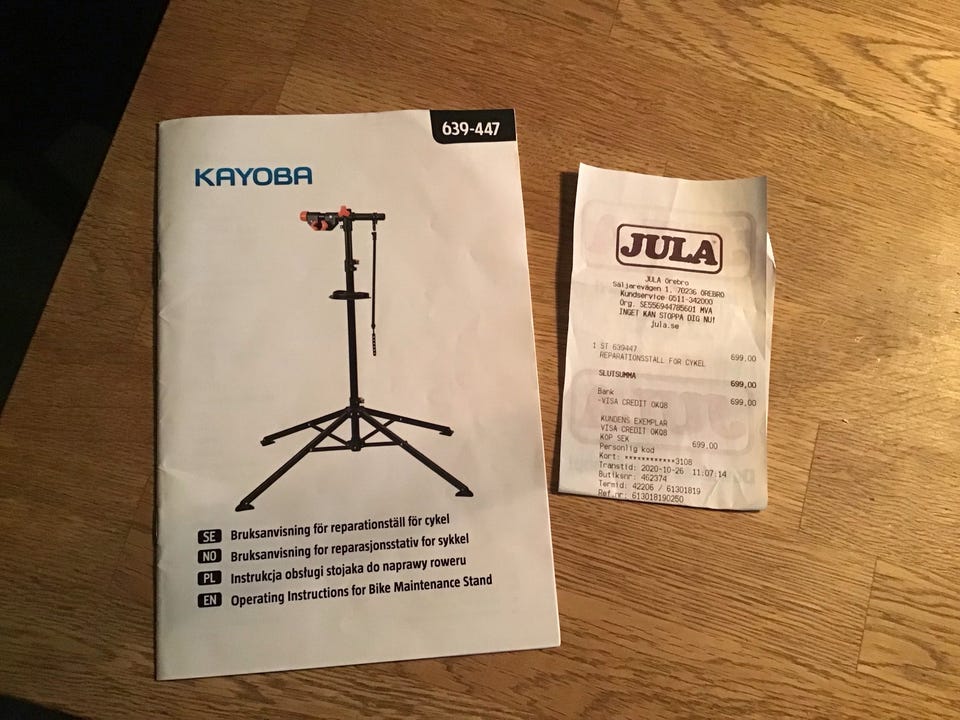 639-447
KAYOBA
SE Bruksanvisning för reparationställ för cykel
NO Bruksanvisning for reparasjonsstativ for sykkel
PL Instrukcja obsługi stojaka do naprawy roweru
EN Operating Instructions for Bike Maintenance Stand
JULA
JULA Örebro
Säljarevägen 1, 70236 ÖREBRO
Kundservice 0511-342000
Org. SE556944785601 MVA
INGET KAN STOPPA DIG NU!
jula.se
1 ST 639447
REPARATIONSSTÄLL FÖR CYKEL 699,00
SLUTSUMMA 699,00
Bank
-VISA CREDIT OKQ8 699,00
KUNDENS EXEMPLAR
VISA CREDIT OKQ8
KÖP SEK 699,00
Personlig kod
Kort: ************3108
Transtid: 2020-10-26 11:07:14
Butiksnr: 462374
Termid: 42206 / 61301819
Ref.nr: 613018190250